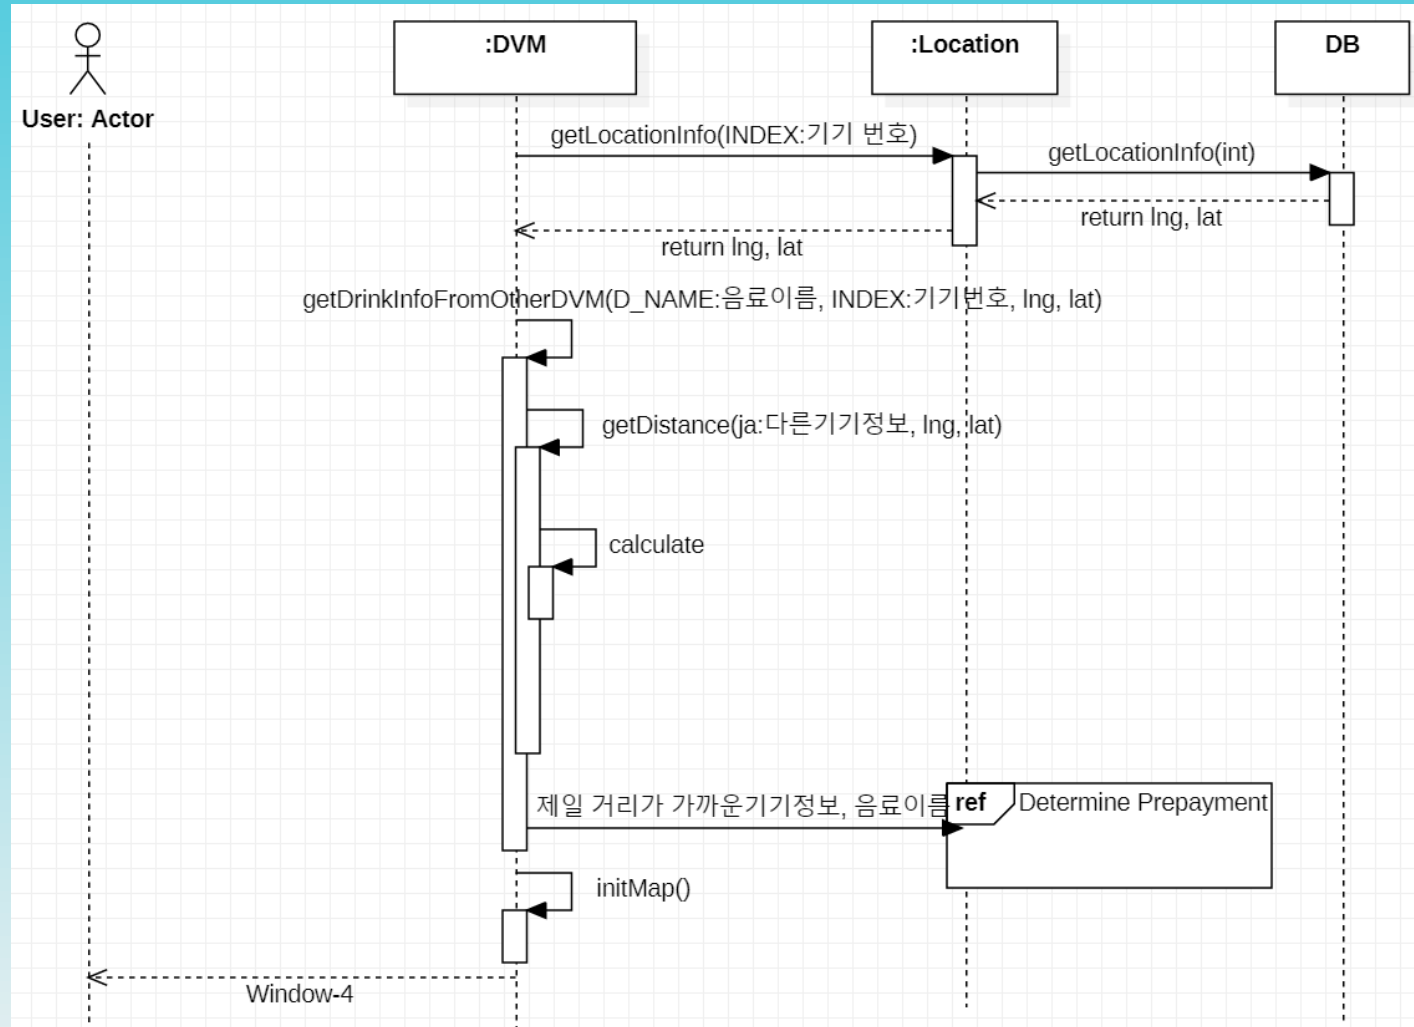 User: Actor
:DVM
:Location
DB
getLocationInfo(INDEX:기기 번호)
getLocationInfo(int)
return lng, lat
return lng, lat
getDrinkInfoFromOtherDVM(D_NAME:음료이름, INDEX:기기번호, lng, lat)
getDistance(ja:다른기기정보, lng, lat)
calculate
제일 거리가 가까운기기정보, 음료이름
ref
Determine Prepayment
initMap()
Window-4